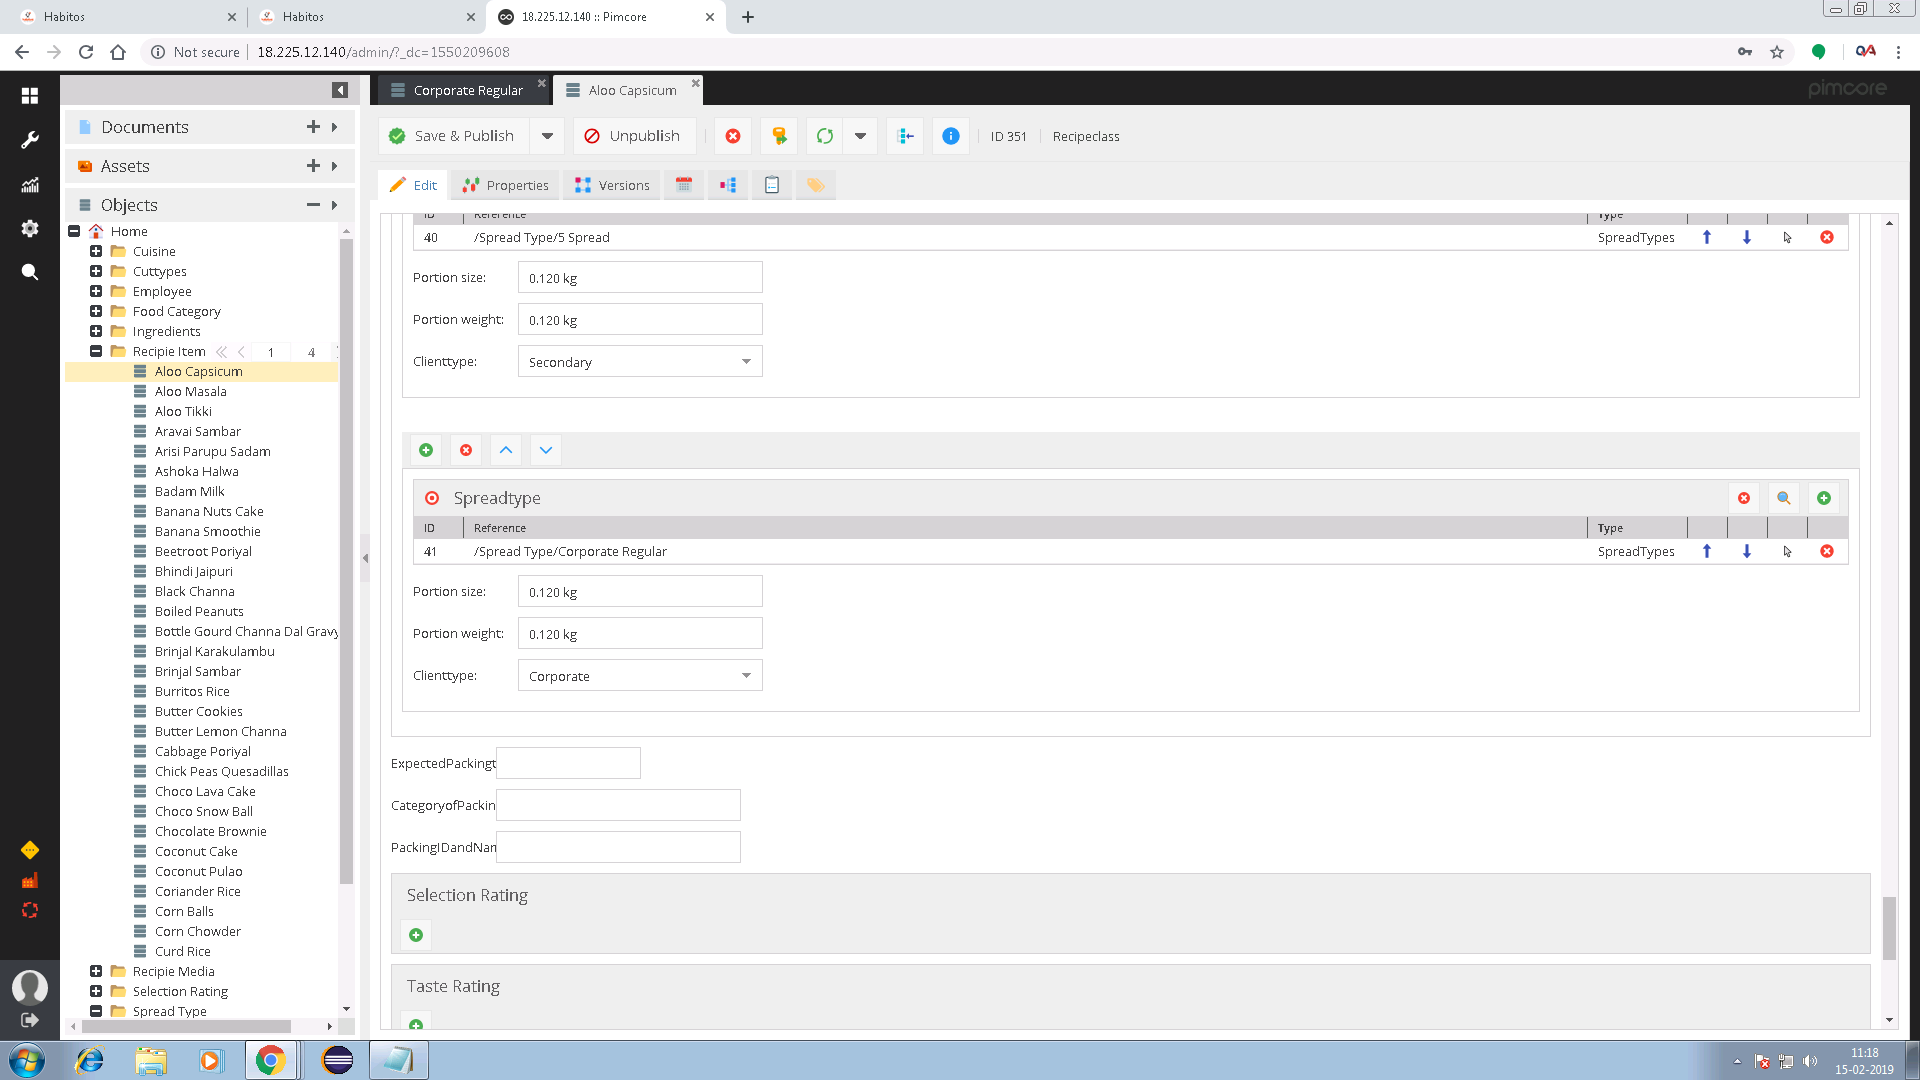 Habitos
Habitos
18.225.12.140 :: Pimcore
Not secure
18.225.12.140/admin/?_dc=1550209608
pimcore
Corporate Regular
Aloo Capsicum
Save & Publish
Unpublish
ID 351
Recipeclass
Edit
Properties
Versions
Documents
Assets
Objects
Home
Cuisine
Cuttypes
Employee
Food Category
Ingredients
Recipie Item
1
4
Aloo Capsicum
Aloo Masala
Aloo Tikki
Aravai Sambar
Arisi Parupu Sadam
Ashoka Halwa
Badam Milk
Banana Nuts Cake
Banana Smoothie
Beetroot Poriyal
Bhindi Jaipuri
Black Channa
Boiled Peanuts
Bottle Gourd Channa Dal Gravy
Brinjal Karakulambu
Brinjal Sambar
Burritos Rice
Butter Cookies
Butter Lemon Channa
Cabbage Poriyal
Chick Peas Quesadillas
Choco Lava Cake
Choco Snow Ball
Chocolate Brownie
Coconut Cake
Coconut Pulao
Coriander Rice
Corn Balls
Corn Chowder
Curd Rice
Recipie Media
Selection Rating
Spread Type
ID Reference Type
40 /Spread Type/5 Spread SpreadTypes
Portion size: 0.120 kg
Portion weight: 0.120 kg
Clienttype: Secondary
Spreadtype
ID Reference Type
41 /Spread Type/Corporate Regular SpreadTypes
Portion size: 0.120 kg
Portion weight: 0.120 kg
Clienttype: Corporate
ExpectedPackingt
CategoryofPackin
PackingIDandNan
Selection Rating
Taste Rating
11:18
15-02-2019